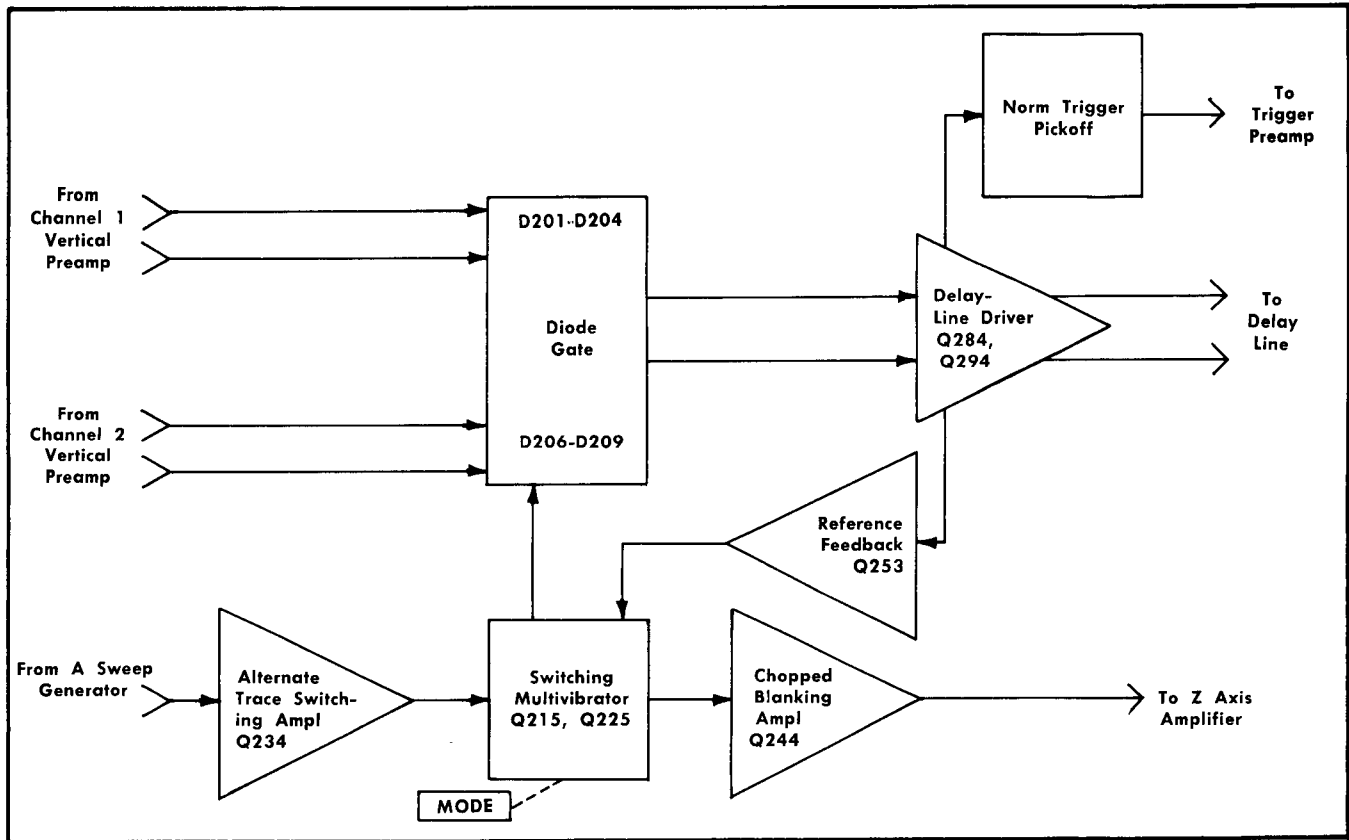 Norm Trigger
Pickoff
To
Trigger
Preamp
From
Channel 1
Vertical
Preamp
D201-D204
Diode
Gate
D206-D209
Delay-
Line Driver
Q284,
Q294
To
Delay
Line
From
Channel 2
Vertical
Preamp
Reference
Feedback
Q253
From A Sweep
Generator
Alternate
Trace Switch-
ing Ampl
Q234
Switching
Multivibrator
Q215, Q225
Chopped
Blanking
Ampl
Q244
To Z Axis
Amplifier
MODE